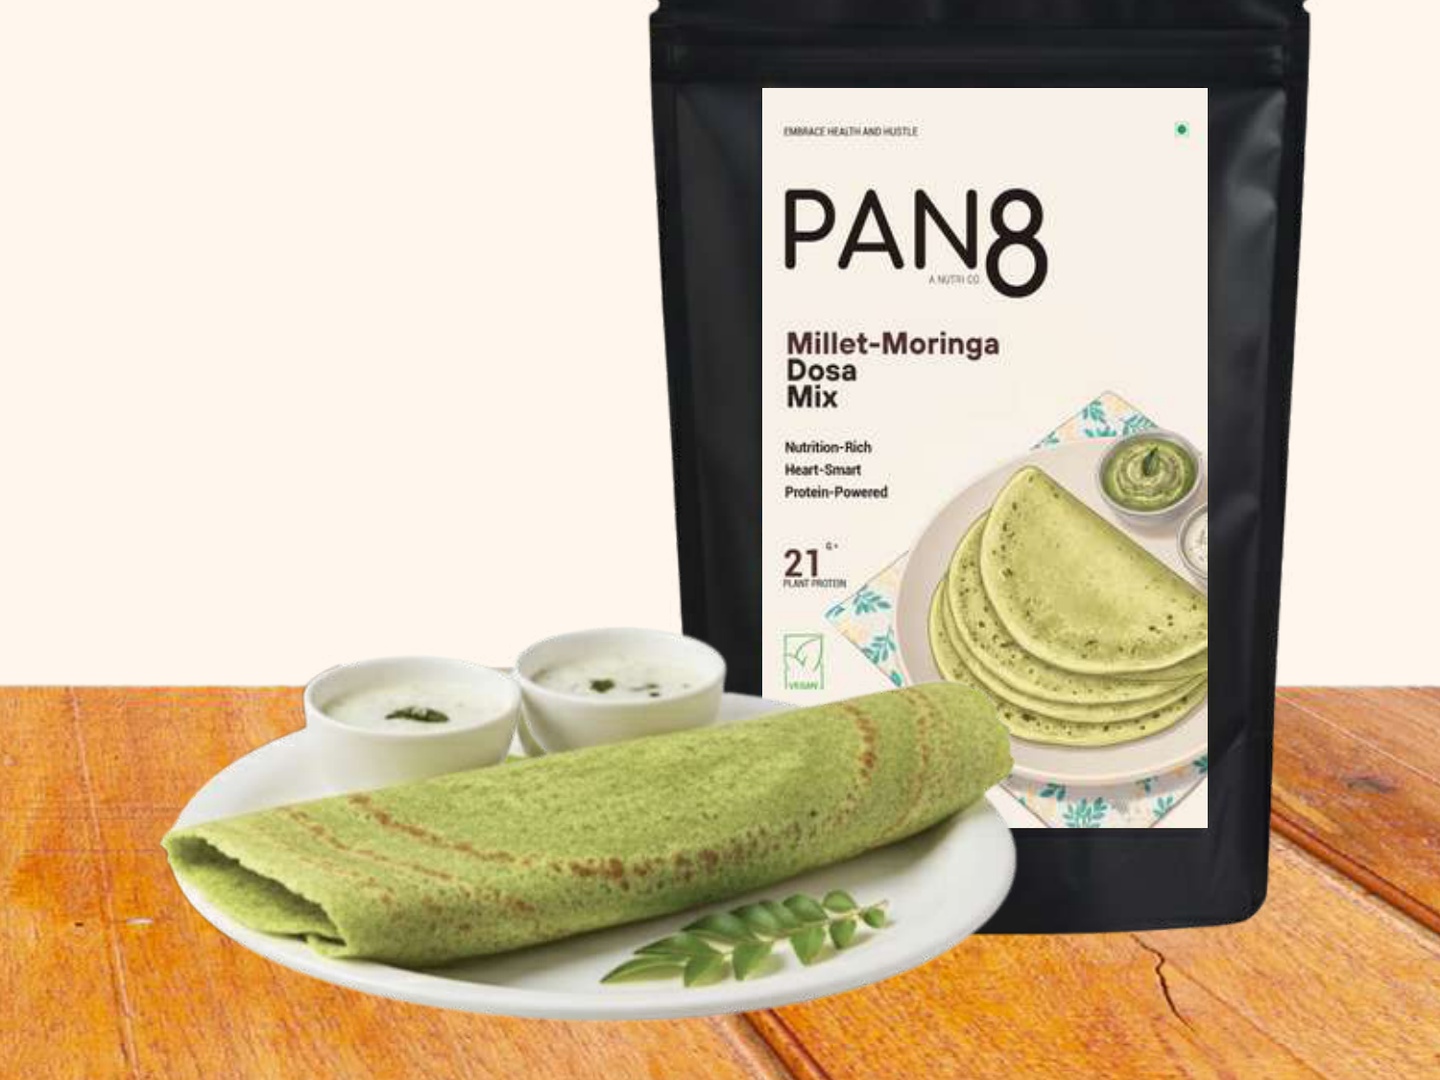 EMBRACE HEALTH AND HUSTLE
PAN8
A NUTRI CO
Millet-Moringa
Dosa
Mix
Nutrition-Rich
Heart-Smart
Protein-Powered
21 G+
PLANT PROTEIN
VEGAN